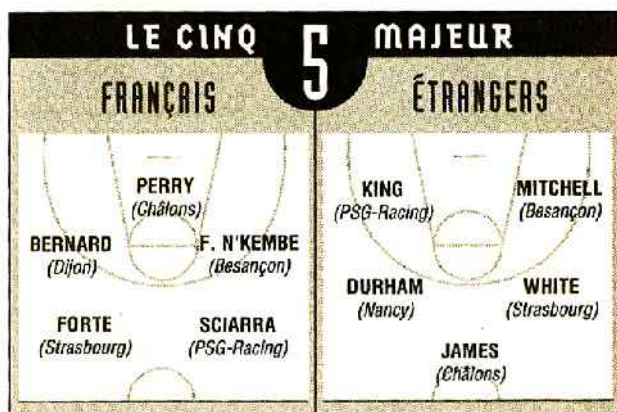 LE CINQ 5 MAJEUR
FRANÇAIS
PERRY
(Châlons)
BERNARD
(Dijon)
F. N'KEMBE
(Besançon)
FORTE
(Strasbourg)
SCIARRA
(PSG-Racing)
ÉTRANGERS
KING
(PSG-Racing)
MITCHELL
(Besançon)
DURHAM
(Nancy)
WHITE
(Strasbourg)
JAMES
(Châlons)